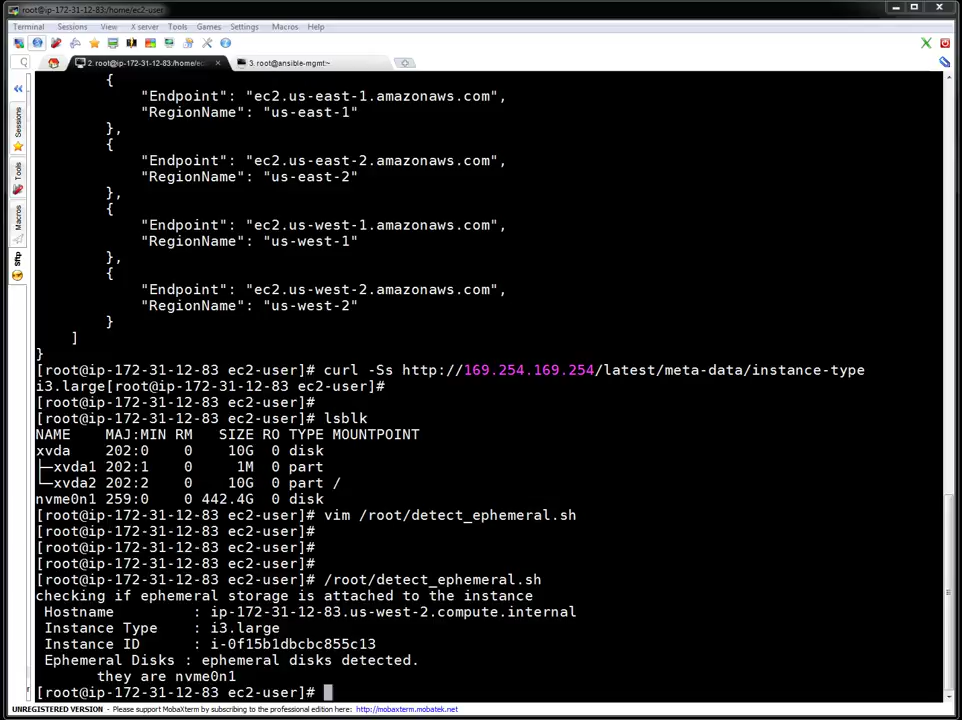 root@ip-172-31-12-83:/home/ec2-user
Terminal Sessions View X server Tools Games Settings Macros Help
2. root@ip-172-31-12-83:/home/ec
3. root@ansible-mgmt:~
Sessions
Tools
Macros
Sftp
{
"Endpoint": "ec2.us-east-1.amazonaws.com",
"RegionName": "us-east-1"
},
{
"Endpoint": "ec2.us-east-2.amazonaws.com",
"RegionName": "us-east-2"
},
{
"Endpoint": "ec2.us-west-1.amazonaws.com",
"RegionName": "us-west-1"
},
{
"Endpoint": "ec2.us-west-2.amazonaws.com",
"RegionName": "us-west-2"
}
]
}
[root@ip-172-31-12-83 ec2-user]# curl -Ss http://169.254.169.254/latest/meta-data/instance-type
i3.large[root@ip-172-31-12-83 ec2-user]#
[root@ip-172-31-12-83 ec2-user]#
[root@ip-172-31-12-83 ec2-user]# lsblk
NAME MAJ:MIN RM SIZE RO TYPE MOUNTPOINT
xvda 202:0 0 10G 0 disk
├─xvda1 202:1 0 1M 0 part
└─xvda2 202:2 0 10G 0 part /
nvme0n1 259:0 0 442.4G 0 disk
[root@ip-172-31-12-83 ec2-user]# vim /root/detect_ephemeral.sh
[root@ip-172-31-12-83 ec2-user]#
[root@ip-172-31-12-83 ec2-user]#
[root@ip-172-31-12-83 ec2-user]#
[root@ip-172-31-12-83 ec2-user]# /root/detect_ephemeral.sh
checking if ephemeral storage is attached to the instance
Hostname : ip-172-31-12-83.us-west-2.compute.internal
Instance Type : i3.large
Instance ID : i-0f15b1dbcbc855c13
Ephemeral Disks : ephemeral disks detected.
they are nvme0n1
[root@ip-172-31-12-83 ec2-user]#
UNREGISTERED VERSION - Please support MobaXterm by subscribing to the professional edition here: http://mobaxterm.mobatek.net